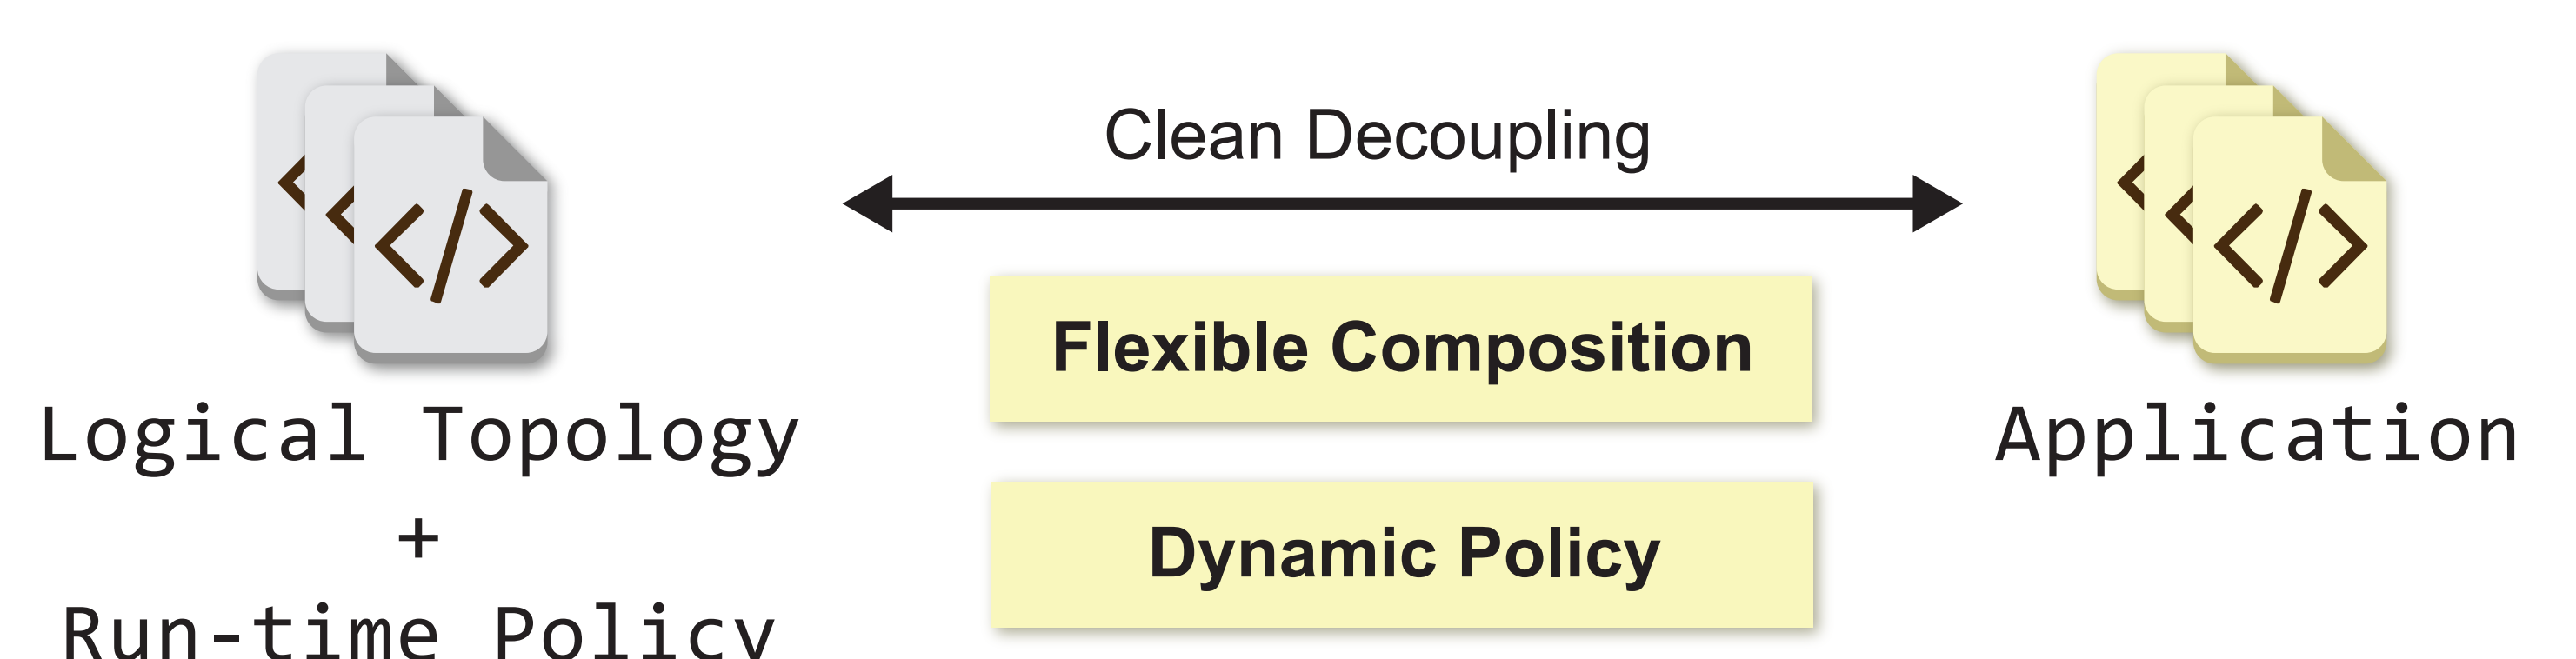 Clean Decoupling
</>
</>
Flexible Composition
Logical Topology
Application
+
Dynamic Policy
Run-time Policy